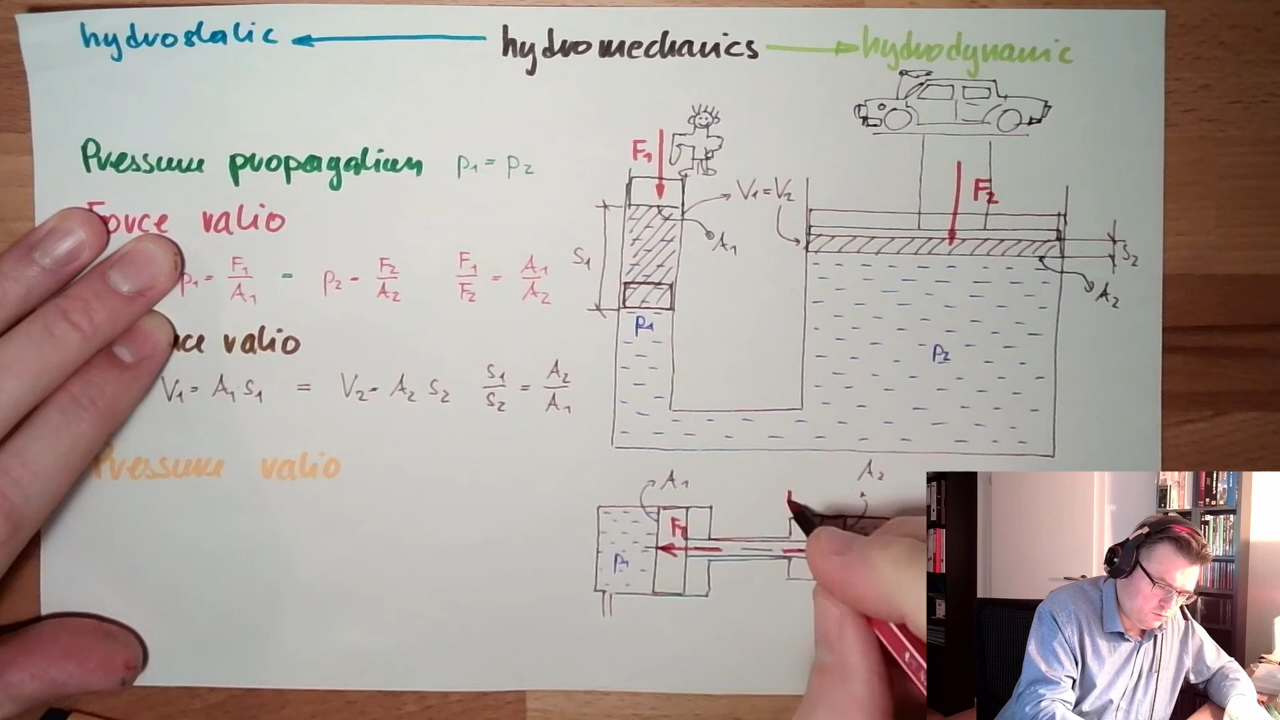 hydrostatic hydromechanics hydrodynamic
Pressure propagation p₁ = p₂
Force ratio
p₁ = F₁/A₁ = p₂ = F₂/A₂ F₁/F₂ = A₁/A₂
ratio
V₁ = A₁ s₁ = V₂ = A₂ s₂ s₁/s₂ = A₂/A₁
Pressure ratio
F₁
V₁ = V₂
A₁
s₁
p₁
F₂
s₂
A₂
p₂
A₁
F₁
p₁
A₂